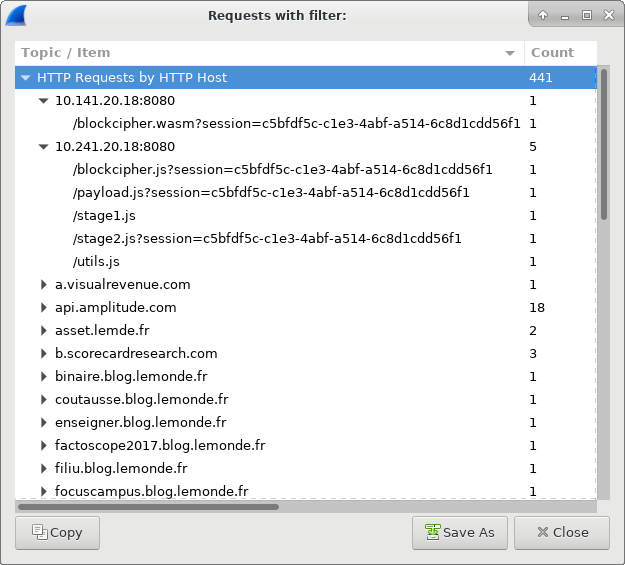 Requests with filter:
Topic / Item Count
HTTP Requests by HTTP Host 441
10.141.20.18:8080 1
/blockcipher.wasm?session=c5bfdf5c-c1e3-4abf-a514-6c8d1cdd56f1 1
10.241.20.18:8080 5
/blockcipher.js?session=c5bfdf5c-c1e3-4abf-a514-6c8d1cdd56f1 1
/payload.js?session=c5bfdf5c-c1e3-4abf-a514-6c8d1cdd56f1 1
/stage1.js 1
/stage2.js?session=c5bfdf5c-c1e3-4abf-a514-6c8d1cdd56f1 1
/utils.js 1
a.visualrevenue.com 1
api.amplitude.com 18
asset.lemde.fr 2
b.scorecardresearch.com 3
binaire.blog.lemonde.fr 1
coutausse.blog.lemonde.fr 1
enseigner.blog.lemonde.fr 1
factoscope2017.blog.lemonde.fr 1
filiu.blog.lemonde.fr 1
focuscampus.blog.lemonde.fr 1
Copy Save As Close